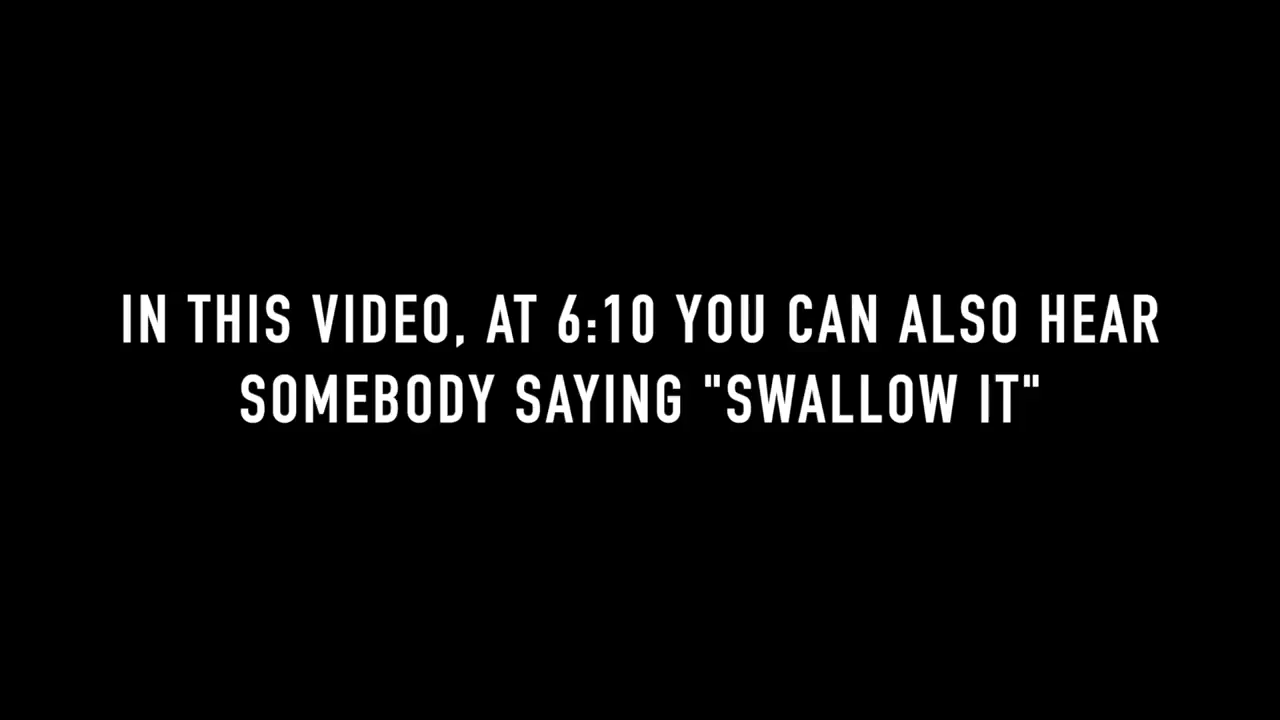 IN THIS VIDEO, AT 6:10 YOU CAN ALSO HEAR
SOMEBODY SAYING "SWALLOW IT"